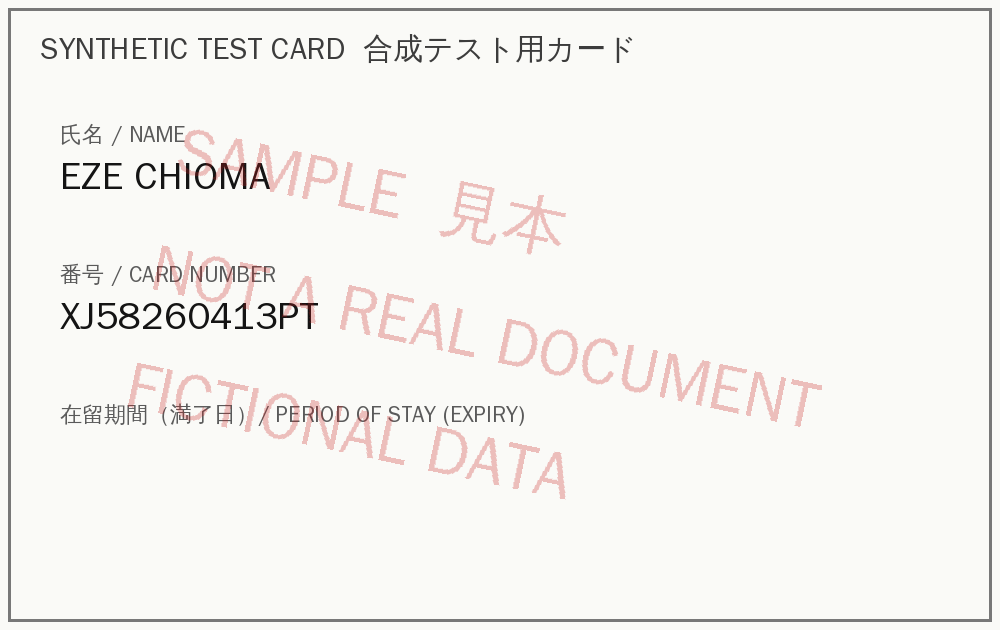 SYNTHETIC TEST CARD 合成テスト用カード
氏名 / NAME
EZE CHIOMA
SAMPLE 見本
番号 / CARD NUMBER
XJ58260413PT
NOT A REAL DOCUMENT
在留期間（満了日）/ PERIOD OF STAY (EXPIRY)
FICTIONAL DATA